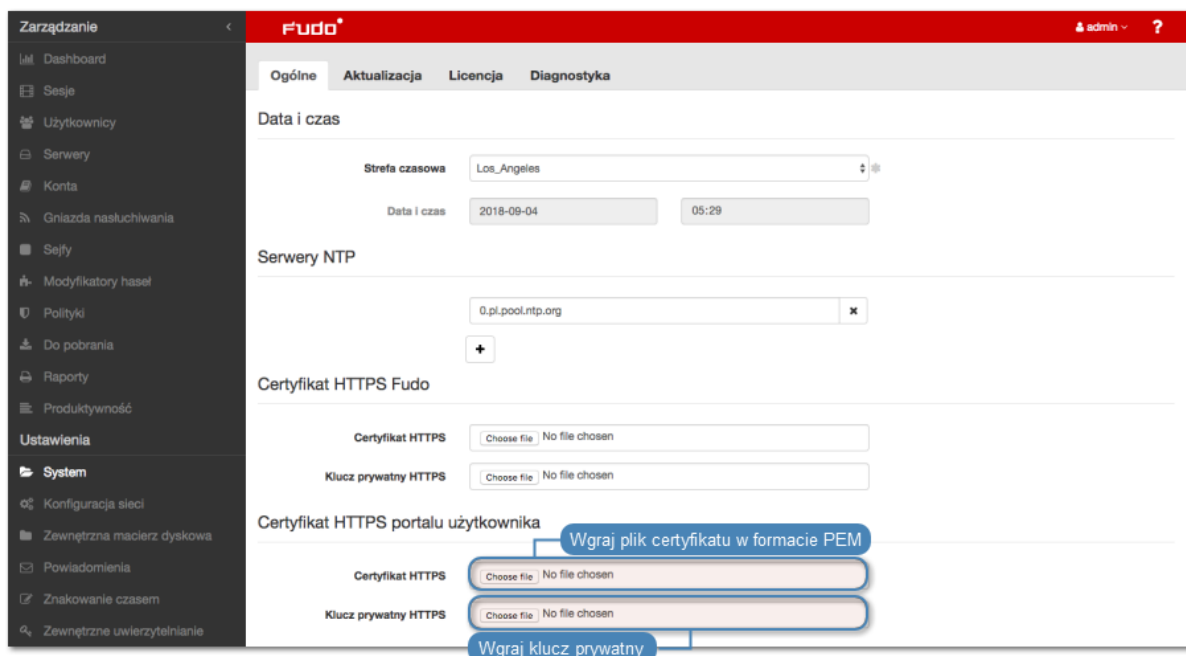 Zarządzanie
Fudo
admin
?
Dashboard
Sesje
Użytkownicy
Serwery
Konta
Gniazda nasłuchiwania
Sejfy
Modyfikatory haseł
Polityki
Do pobrania
Raporty
Produktywność
Ustawienia
System
Konfiguracja sieci
Zewnętrzna macierz dyskowa
Powiadomienia
Znakowanie czasem
Zewnętrzne uwierzytelnianie
Ogólne Aktualizacja Licencja Diagnostyka
Data i czas
Strefa czasowa Los_Angeles
Data i czas 2018-09-04 05:29
Serwery NTP
0.pl.pool.ntp.org
Certyfikat HTTPS Fudo
Certyfikat HTTPS Choose file No file chosen
Klucz prywatny HTTPS Choose file No file chosen
Certyfikat HTTPS portalu użytkownika
Wgraj plik certyfikatu w formacie PEM
Certyfikat HTTPS Choose file No file chosen
Klucz prywatny HTTPS Choose file No file chosen
Wgraj klucz prywatny